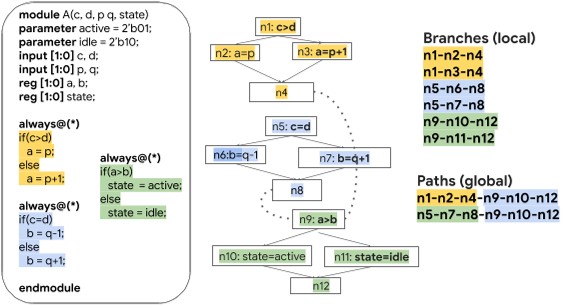 module A(c, d, p q, state)
parameter active = 2'b01;
parameter idle = 2'b10;
input [1:0] c, d;
input [1:0] p, q;
reg [1:0] a, b;
reg [1:0] state;
always@(*)
if(c>d)
a = p;
else
a = p+1;
always@(*)
if(c=d)
b = q-1;
else
b = q+1;
endmodule
always@(*)
if(a>b)
state = active;
else
state = idle;
n1: c>d
n2: a=p
n3: a=p+1
n4
n5: c=d
n6:b=q-1
n7: b=q+1
n8
n9: a>b
n10: state=active
n11: state=idle
n12
Branches (local)
n1-n2-n4
n1-n3-n4
n5-n6-n8
n5-n7-n8
n9-n10-n12
n9-n11-n12
Paths (global)
n1-n2-n4-n9-n10-n12
n5-n7-n8-n9-n10-n12